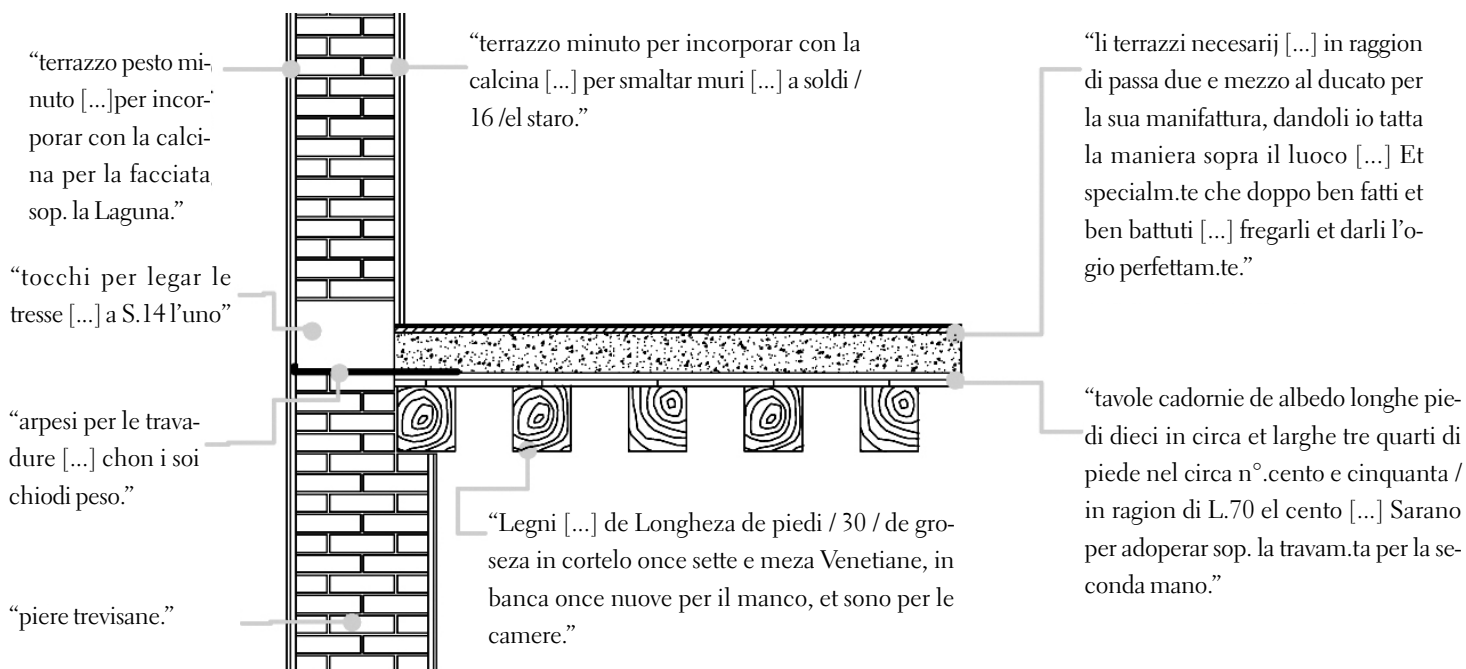 “terrazzo pesto mi-
nuto [...]per incor-
porar con la calci-
na per la facciata
sop. la Laguna.”
“tocchi per legar le
tresse [...] a S.14 l’uno”
“arpesi per le trava-
dure [...] chon i soi
chiodi peso.”
“piere trevisane.”
“terrazzo minuto per incorporar con la
calcina [...] per smaltar muri [...] a soldi /
16 /el staro.”
“Legni [...] de Longheza de piedi / 30 / de gro-
seza in cortelo once sette e meza Venetiane, in
banca once nuove per il manco, et sono per le
camere.”
“li terrazzi necesarij [...] in raggion
di passa due e mezzo al ducato per
la sua manifattura, dandoli io tatta
la maniera sopra il luoco [...] Et
specialm.te che doppo ben fatti et
ben battuti [...] fregarli et darli l’o-
gio perfettam.te.”
“tavole cadornie de albedo longhe pie-
di dieci in circa et larghe tre quarti di
piede nel circa n°.cento e cinquanta /
in ragion di L.70 el cento [...] Sarano
per adoperar sop. la travam.ta per la se-
conda mano.”